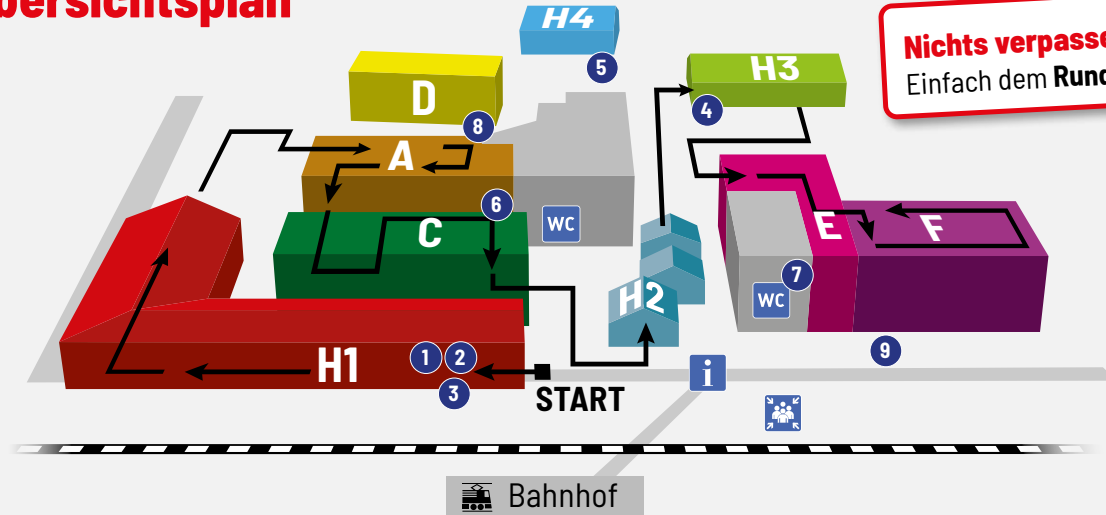 bersichtsplan
Nichts verpasse
Einfach dem Rund
H4
5
H3
D
4
8
A
6
C
WC
E
F
H2
7
WC
H1
1
2
3
9
START
i
Bahnhof